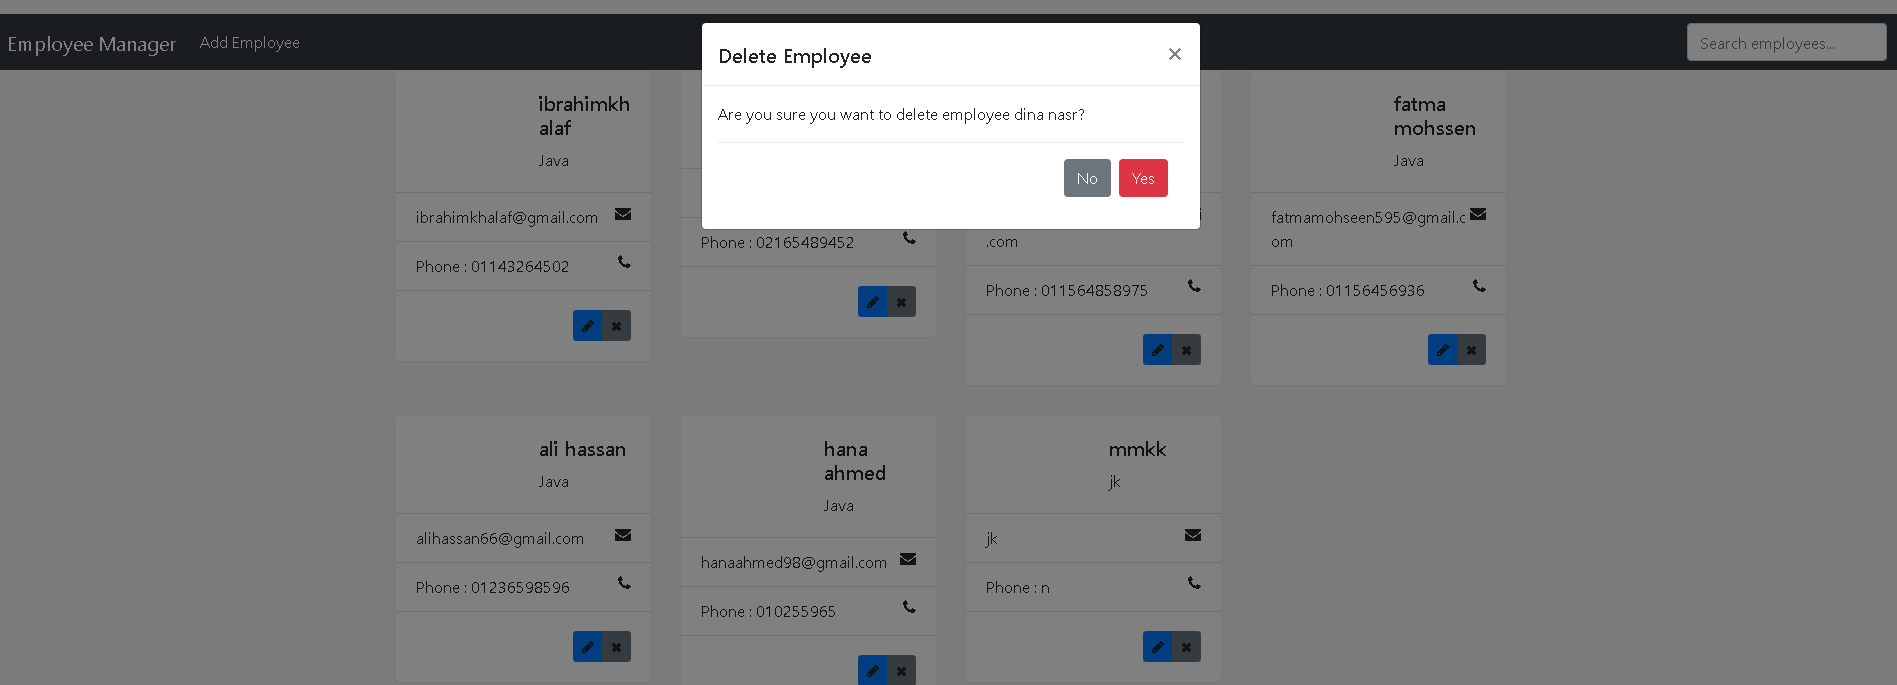 Employee Manager
Add Employee
Search employees...
Delete Employee
×
Are you sure you want to delete employee dina nasr?
No
Yes
ibrahimkh
alaf
Java
ibrahimkhalaf@gmail.com
Phone : 01143264502
Phone : 02165489452
.com
Phone : 011564858975
fatma
mohssen
Java
fatmamohseen595@gmail.c
om
Phone : 01156456936
ali hassan
Java
alihassan66@gmail.com
Phone : 01236598596
hana
ahmed
Java
hanaahmed98@gmail.com
Phone : 010255965
mmkk
jk
jk
Phone : n